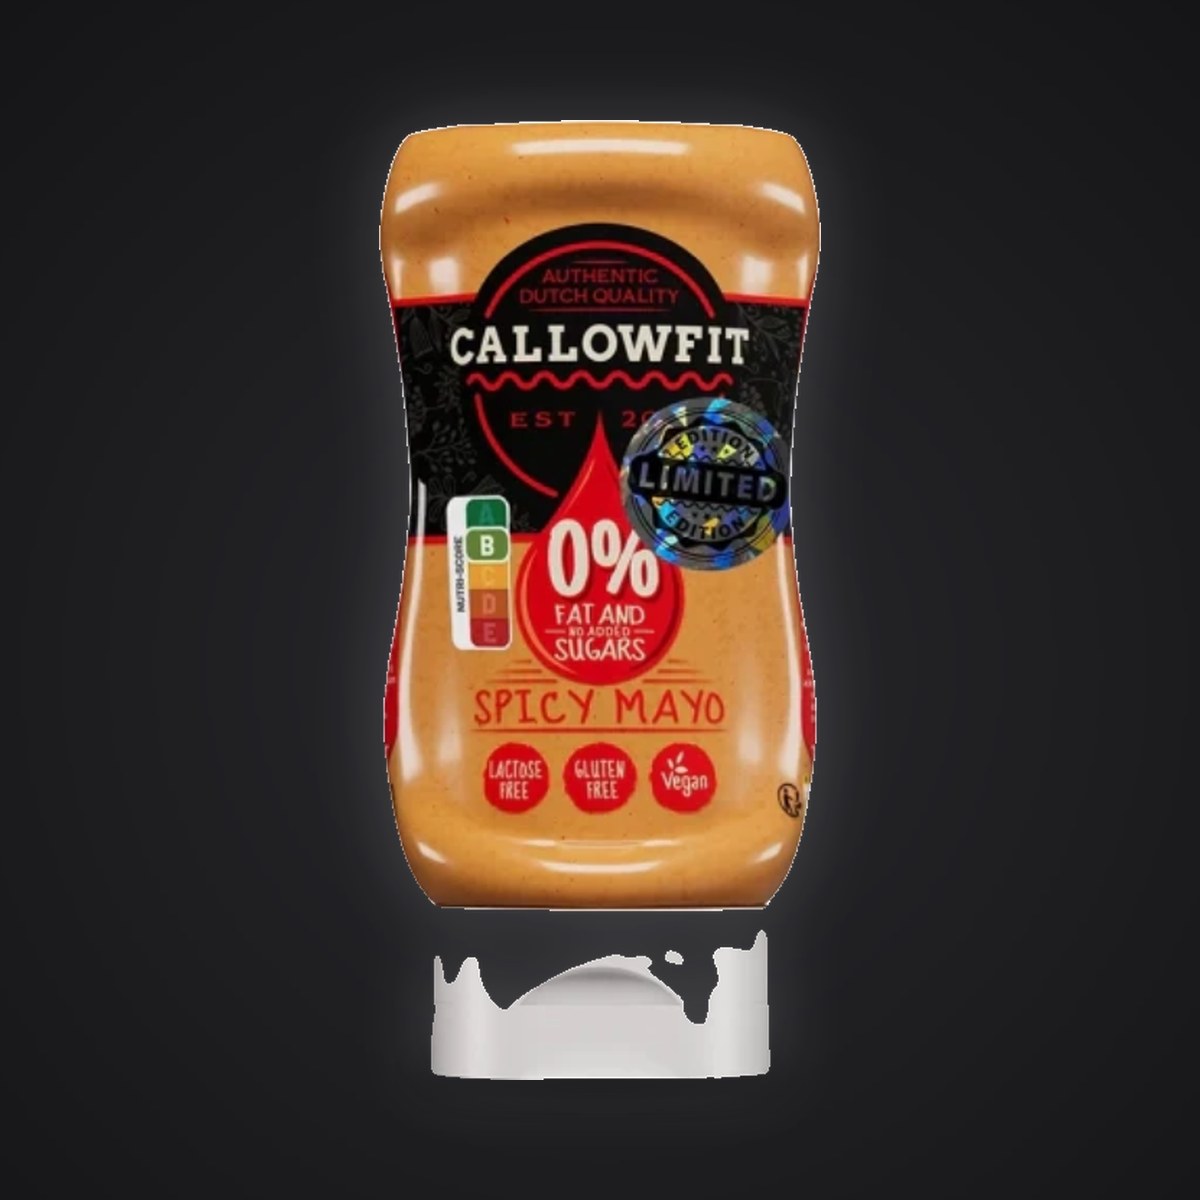 AUTHENTIC
DUTCH QUALITY
CALLOWFIT
EST 20
EDITION
LIMITED
EDITION
NUTRI-SCORE
A
B
C
D
E
0%
FAT AND
NO ADDED
SUGARS
SPICY MAYO
LACTOSE
FREE
GLUTEN
FREE
Vegan